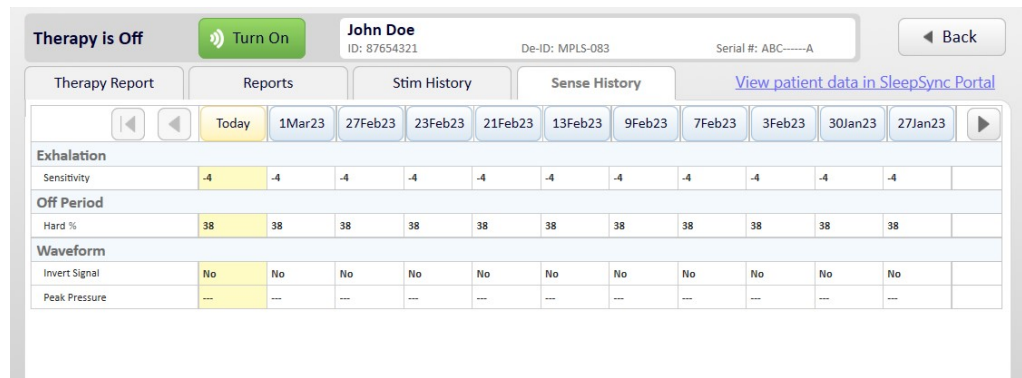 Therapy is Off
Turn On
John Doe
ID: 87654321 De-ID: MPLS-083 Serial #: ABC------A
Back
Therapy Report Reports Stim History Sense History View patient data in SleepSync Portal
Today 1Mar23 27Feb23 23Feb23 21Feb23 13Feb23 9Feb23 7Feb23 3Feb23 30Jan23 27Jan23
Exhalation
Sensitivity -4 -4 -4 -4 -4 -4 -4 -4 -4 -4 -4
Off Period
Hard % 38 38 38 38 38 38 38 38 38 38 38
Waveform
Invert Signal No No No No No No No No No No No
Peak Pressure --- --- --- --- --- --- --- --- --- --- ---